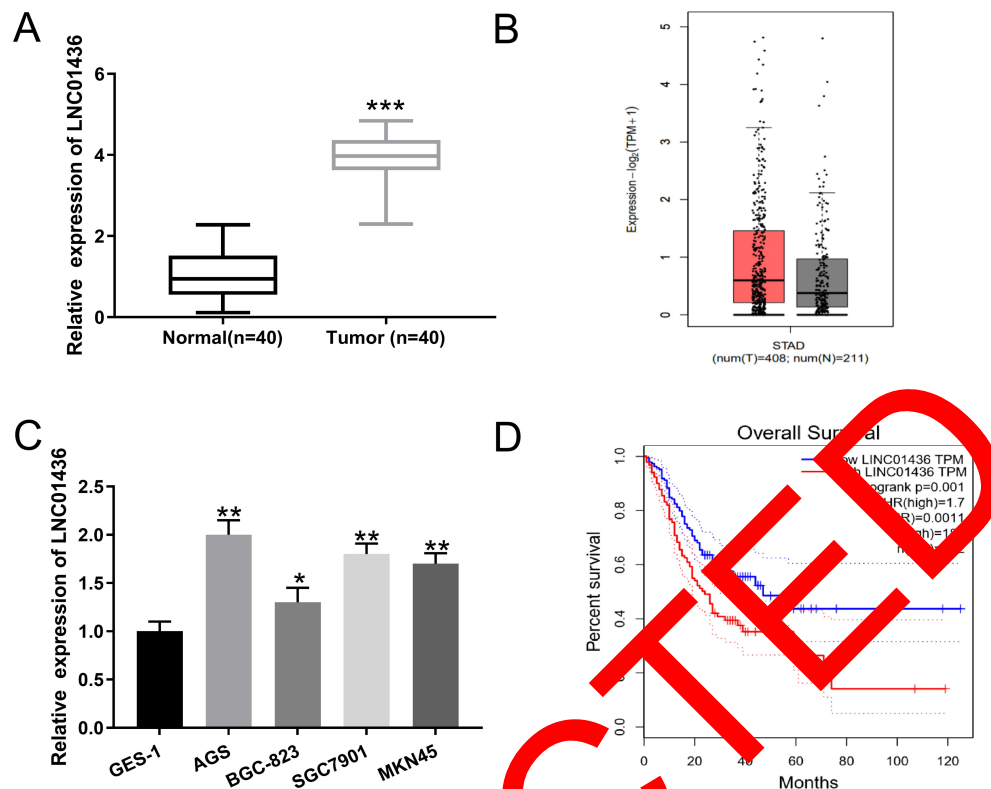 A
Relative expression of LNC01436
6
4
2
0
***
Normal(n=40)
Tumor (n=40)
B
Expression−log₂(TPM+1)
5
4
3
2
1
0
STAD
(num(T)=408; num(N)=211)
C
Relative expression of LNC01436
2.5
2.0
1.5
1.0
0.5
0.0
**
*
**
**
GES-1
AGS
BGC-823
SGC7901
MKN45
D
Overall
LINC01436 TPM
LINC01436 TPM
p=0.001
HR(high)=1.7
=0.0011
Percent survival
1.0
0.8
0.6
0.4
0.0
0
20
60
80
100
120
Months
CTED